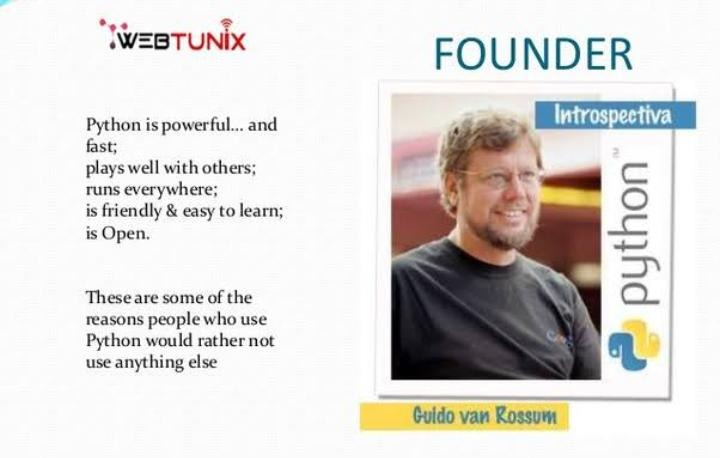 WEBTUNIX
FOUNDER
Python is powerful... and
fast;
plays well with others;
runs everywhere;
is friendly & easy to learn;
is Open.
These are some of the
reasons people who use
Python would rather not
use anything else
Introspectiva
python™
Guido van Rossum